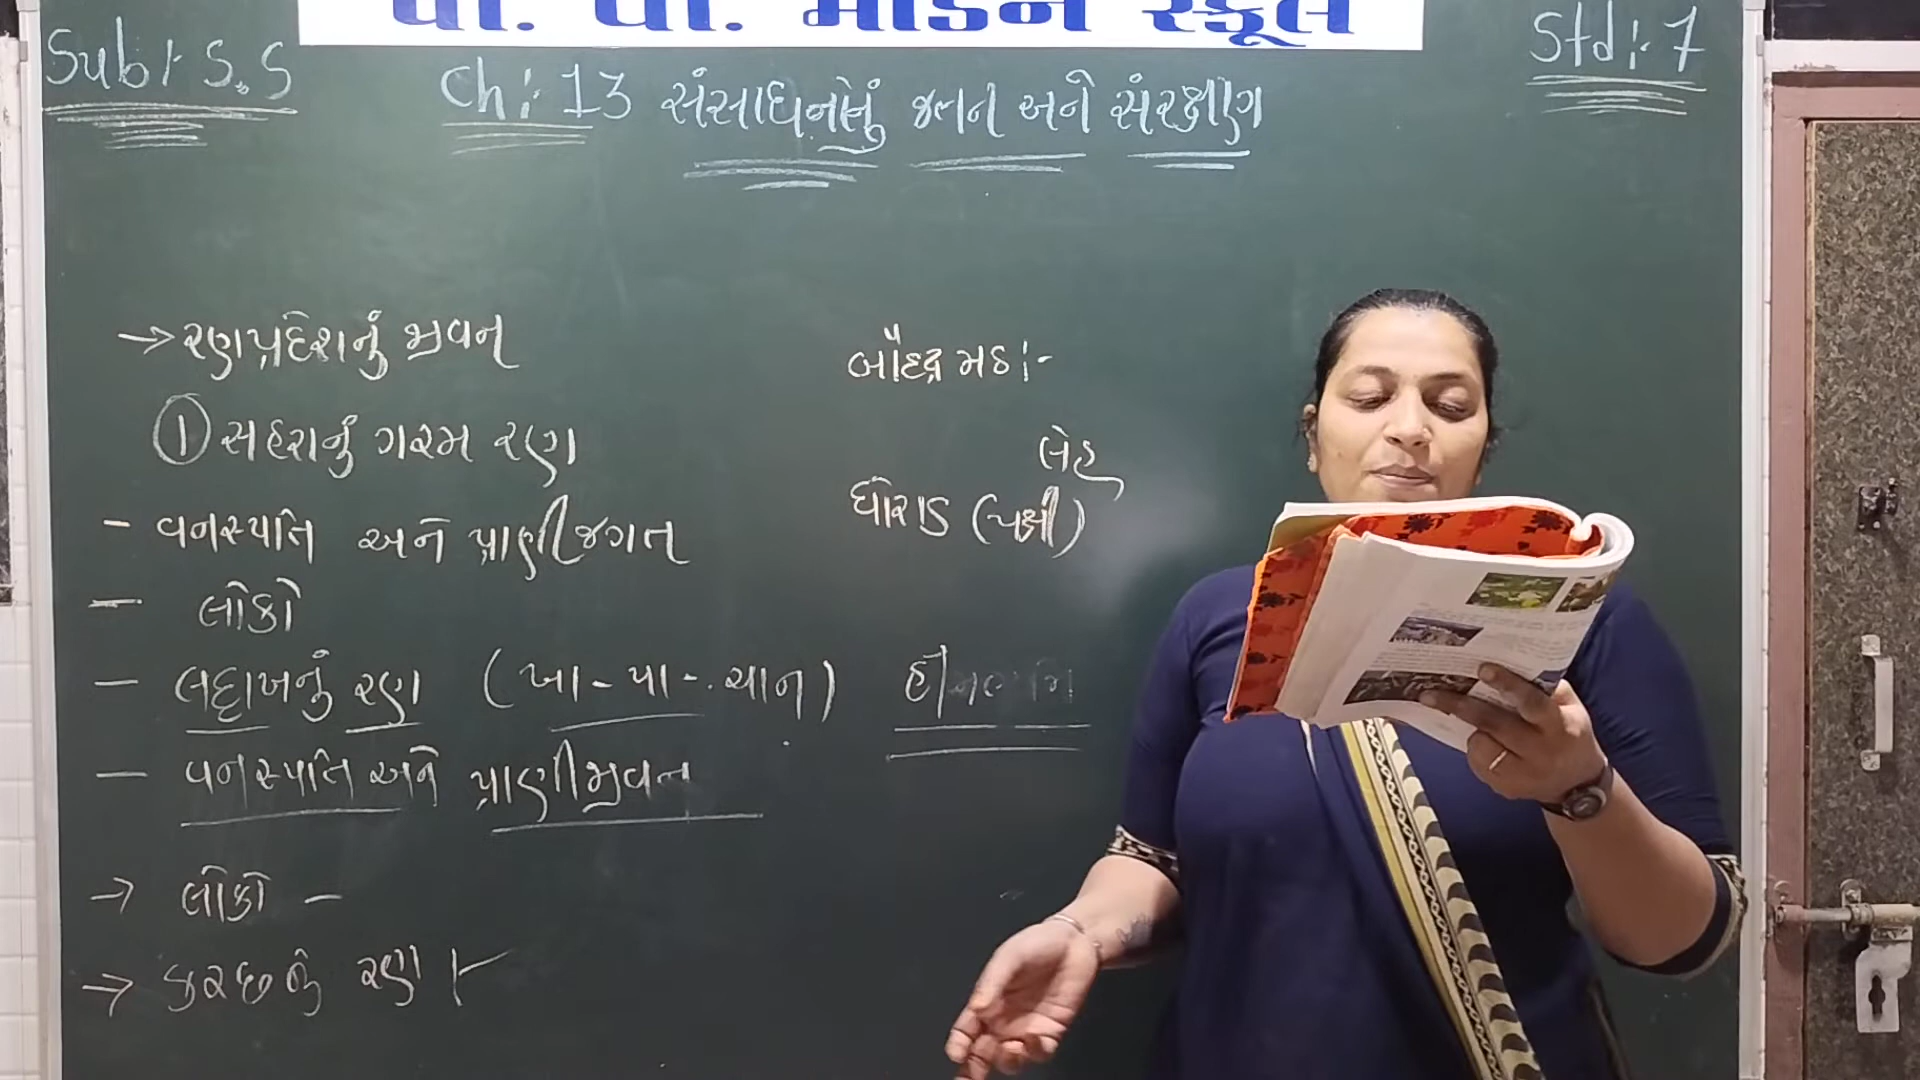 પી. પી. મોડર્ન સ્કૂલ
Sub:- S.S
Std:- 7
Ch:- 13 સંસાધનોનું જતન અને સંરક્ષણ
→ રણપ્રદેશનું જીવન
① સહરાનું ગરમ રણ
- વનસ્પતિ અને પ્રાણીજગત
- લોકો
- લદ્દાખનું રણ (ખા-પા-ચાન)
- વનસ્પતિ અને પ્રાણીજીવન
→ લોકો -
→ કચ્છનું રણ :-
બૌદ્ધ મઠ :-
લેહ
ઘોરાડ (પક્ષી)